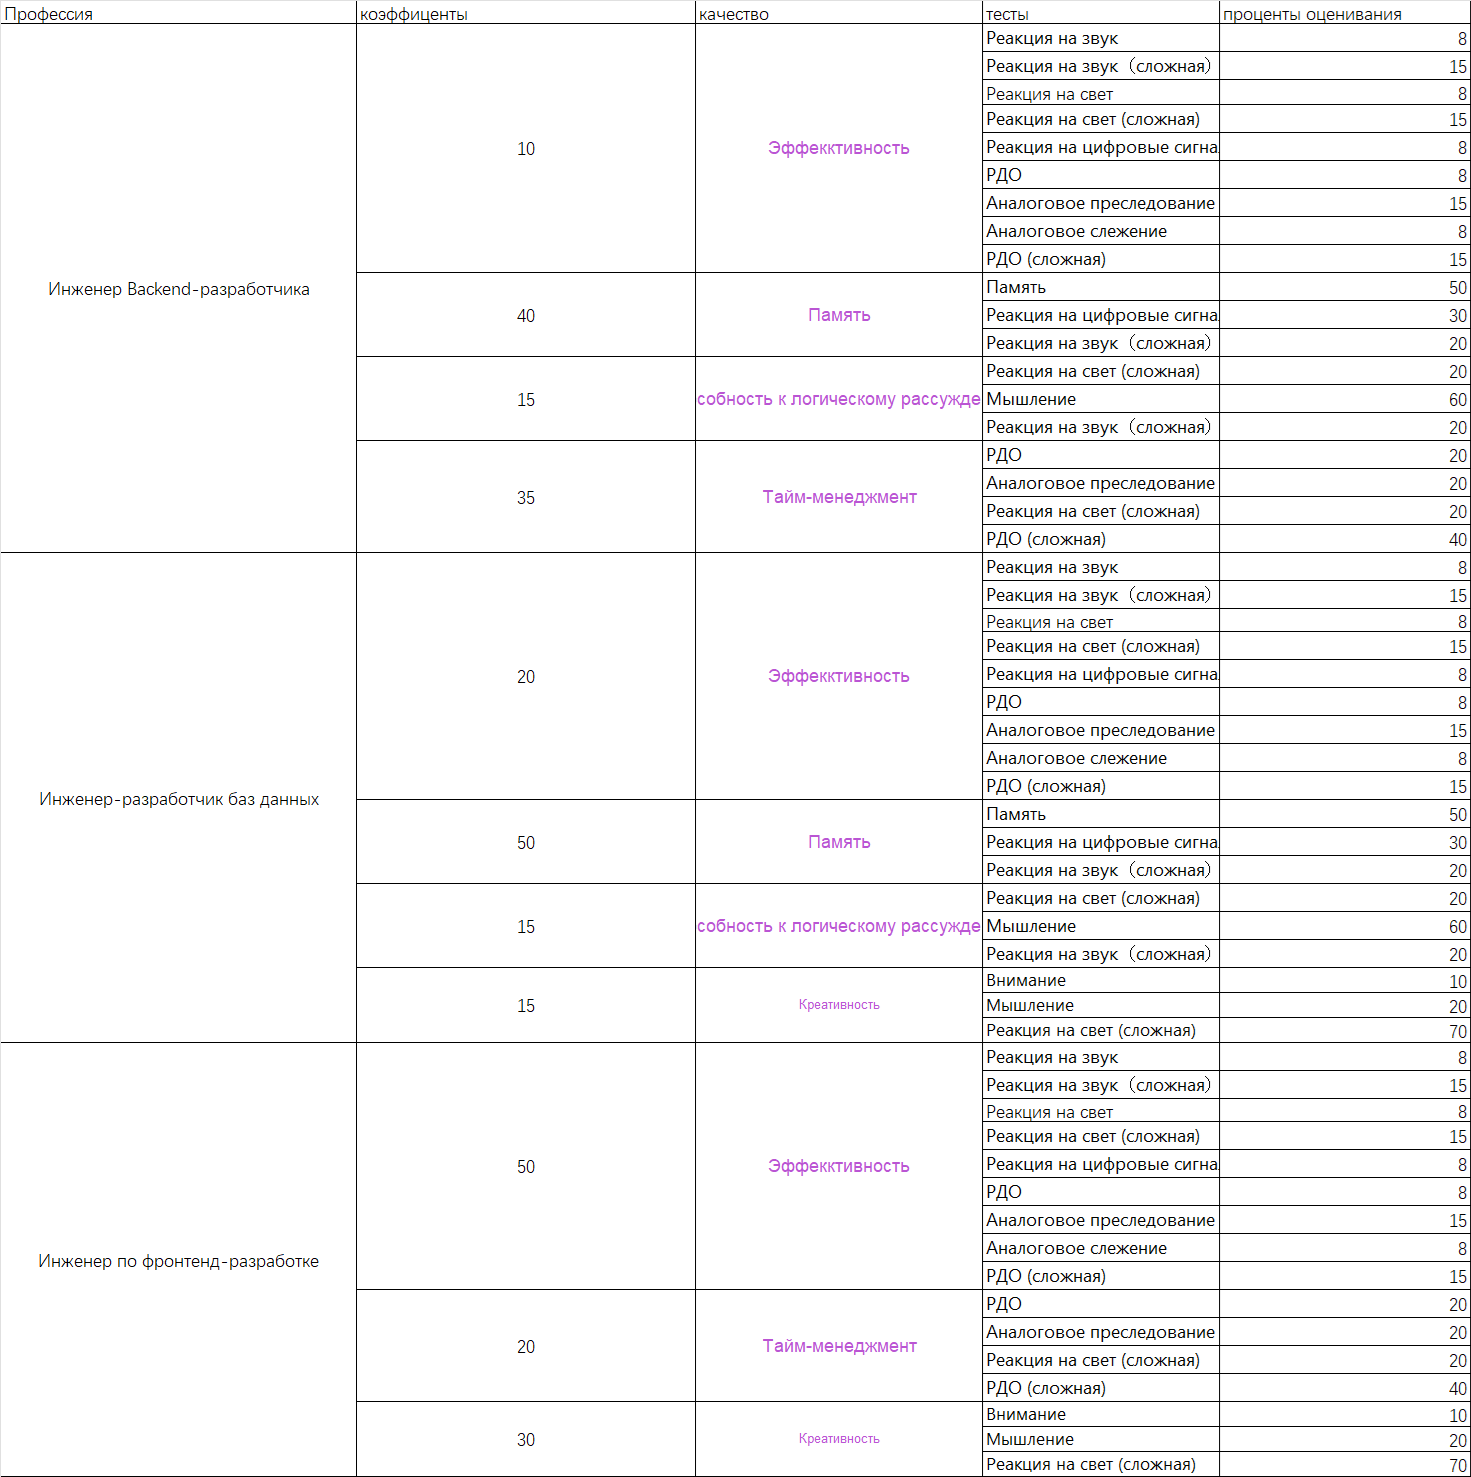 Профессия коэффиценты качество тесты проценты оценивания
Реакция на звук 8
Реакция на звук（сложная） 15
Реакция на свет 8
Реакция на свет (сложная) 15
10 Эффекктивность Реакция на цифровые сигна 8
РДО 8
Аналоговое преследование 15
Аналоговое слежение 8
РДО (сложная) 15
Инженер Backend-разработчика Память 50
40 Память Реакция на цифровые сигна 30
Реакция на звук（сложная） 20
Реакция на свет (сложная) 20
15 собность к логическому рассужде Мышление 60
Реакция на звук（сложная） 20
РДО 20
35 Тайм-менеджмент Аналоговое преследование 20
Реакция на свет (сложная) 20
РДО (сложная) 40
Реакция на звук 8
Реакция на звук（сложная） 15
Реакция на свет 8
Реакция на свет (сложная) 15
20 Эффекктивность Реакция на цифровые сигна 8
РДО 8
Аналоговое преследование 15
Аналоговое слежение 8
РДО (сложная) 15
Инженер-разработчик баз данных Память 50
50 Память Реакция на цифровые сигна 30
Реакция на звук（сложная） 20
Реакция на свет (сложная) 20
15 собность к логическому рассужде Мышление 60
Реакция на звук（сложная） 20
Внимание 10
15 Креативность Мышление 20
Реакция на свет (сложная) 70
Реакция на звук 8
Реакция на звук（сложная） 15
Реакция на свет 8
Реакция на свет (сложная) 15
50 Эффекктивность Реакция на цифровые сигна 8
РДО 8
Аналоговое преследование 15
Аналоговое слежение 8
Инженер по фронтенд-разработке РДО (сложная) 15
РДО 20
Аналоговое преследование 20
20 Тайм-менеджмент Реакция на свет (сложная) 20
РДО (сложная) 40
Внимание 10
30 Креативность Мышление 20
Реакция на свет (сложная) 70